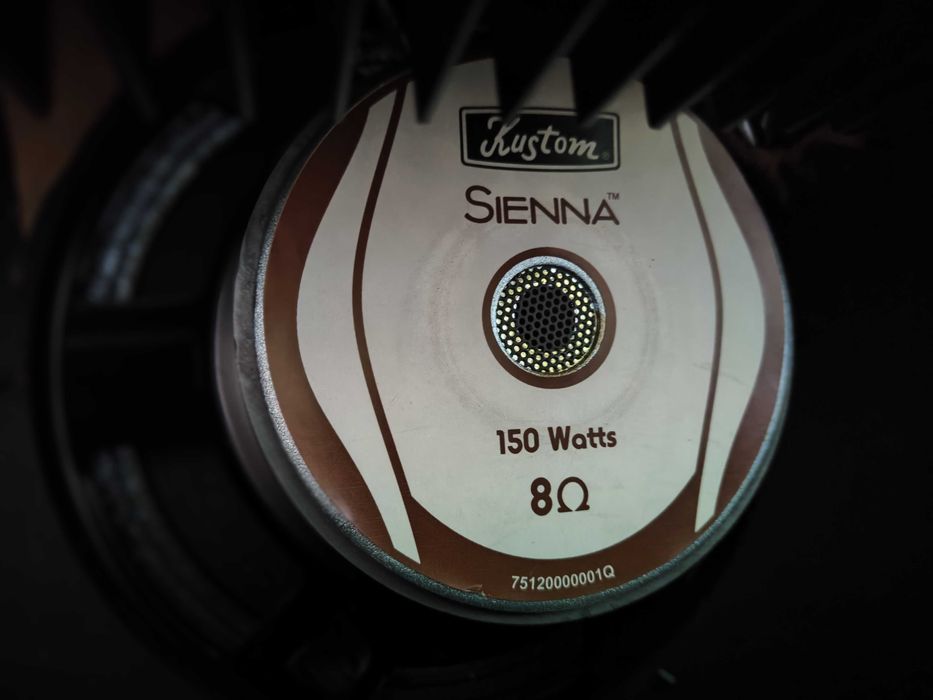 Kustom®
SIENNA™
150 Watts
8Ω
75120000001Q